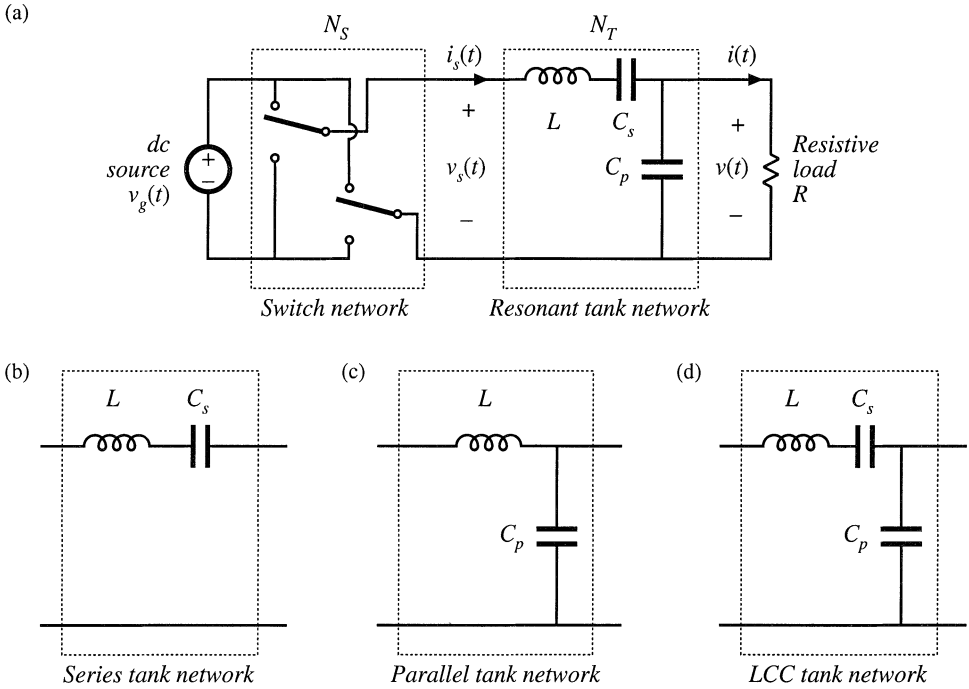 (a)
N_S
N_T
i_s(t)
i(t)
+
L
C_s
+
dc
source
v_g(t)
+
–
v_s(t)
C_p
v(t)
Resistive
load
R
–
–
Switch network
Resonant tank network
(b)
L
C_s
Series tank network
(c)
L
C_p
Parallel tank network
(d)
L
C_s
C_p
LCC tank network